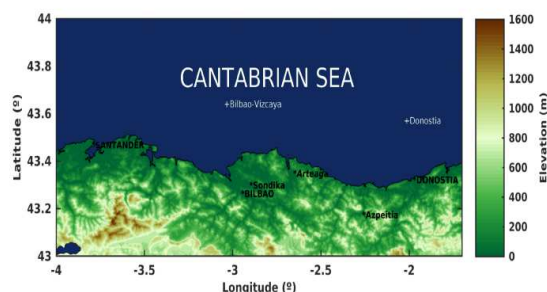 44
43.8
43.6
43.4
43.2
43
Latitude (º)
CANTABRIAN SEA
+Bilbao-Vizcaya
+Donostia
SANTANDER
*Arteaga
*Sondika
*BILBAO
DONOSTIA
*Azpeitia
-4
-3.5
-3
-2.5
-2
Longitude (º)
1600
1400
1200
1000
800
600
400
200
0
Elevation (m)